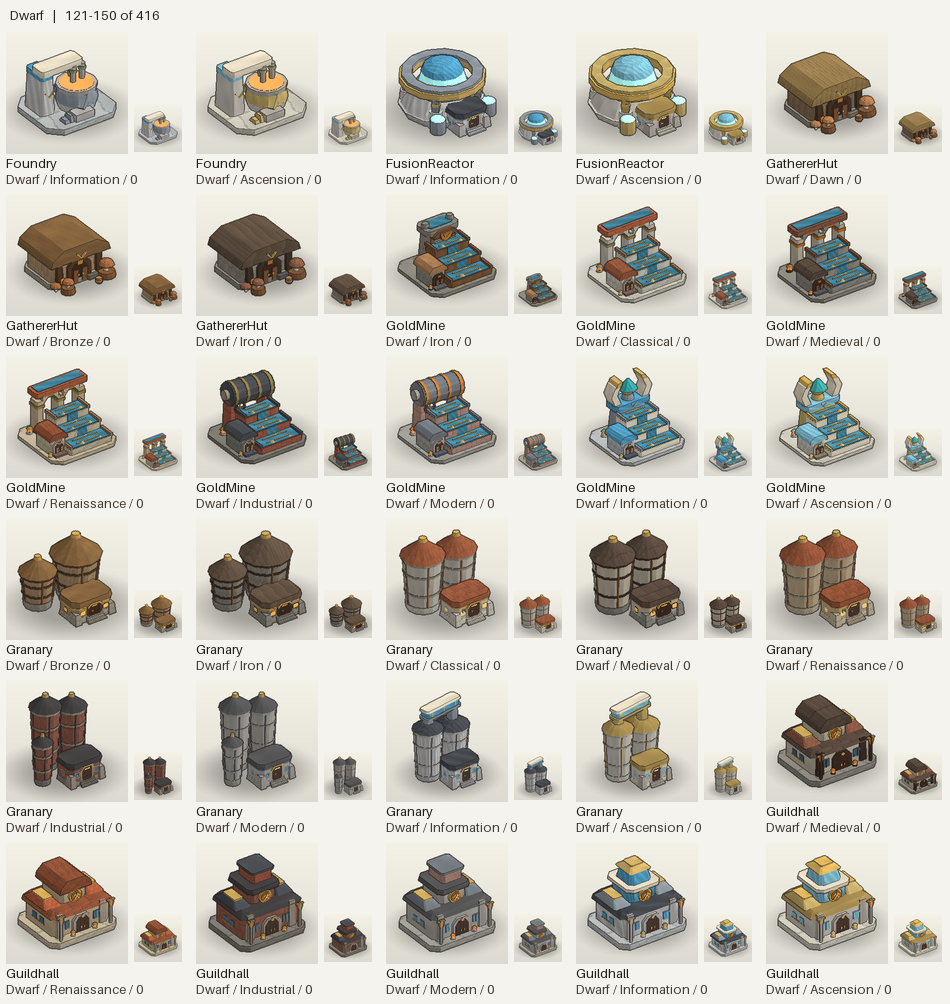 Dwarf | 121-150 of 416
Foundry
Dwarf / Information / 0
Foundry
Dwarf / Ascension / 0
FusionReactor
Dwarf / Information / 0
FusionReactor
Dwarf / Ascension / 0
GathererHut
Dwarf / Dawn / 0
GathererHut
Dwarf / Bronze / 0
GathererHut
Dwarf / Iron / 0
GoldMine
Dwarf / Iron / 0
GoldMine
Dwarf / Classical / 0
GoldMine
Dwarf / Medieval / 0
GoldMine
Dwarf / Renaissance / 0
GoldMine
Dwarf / Industrial / 0
GoldMine
Dwarf / Modern / 0
GoldMine
Dwarf / Information / 0
GoldMine
Dwarf / Ascension / 0
Granary
Dwarf / Bronze / 0
Granary
Dwarf / Iron / 0
Granary
Dwarf / Classical / 0
Granary
Dwarf / Medieval / 0
Granary
Dwarf / Renaissance / 0
Granary
Dwarf / Industrial / 0
Granary
Dwarf / Modern / 0
Granary
Dwarf / Information / 0
Granary
Dwarf / Ascension / 0
Guildhall
Dwarf / Medieval / 0
Guildhall
Dwarf / Renaissance / 0
Guildhall
Dwarf / Industrial / 0
Guildhall
Dwarf / Modern / 0
Guildhall
Dwarf / Information / 0
Guildhall
Dwarf / Ascension / 0